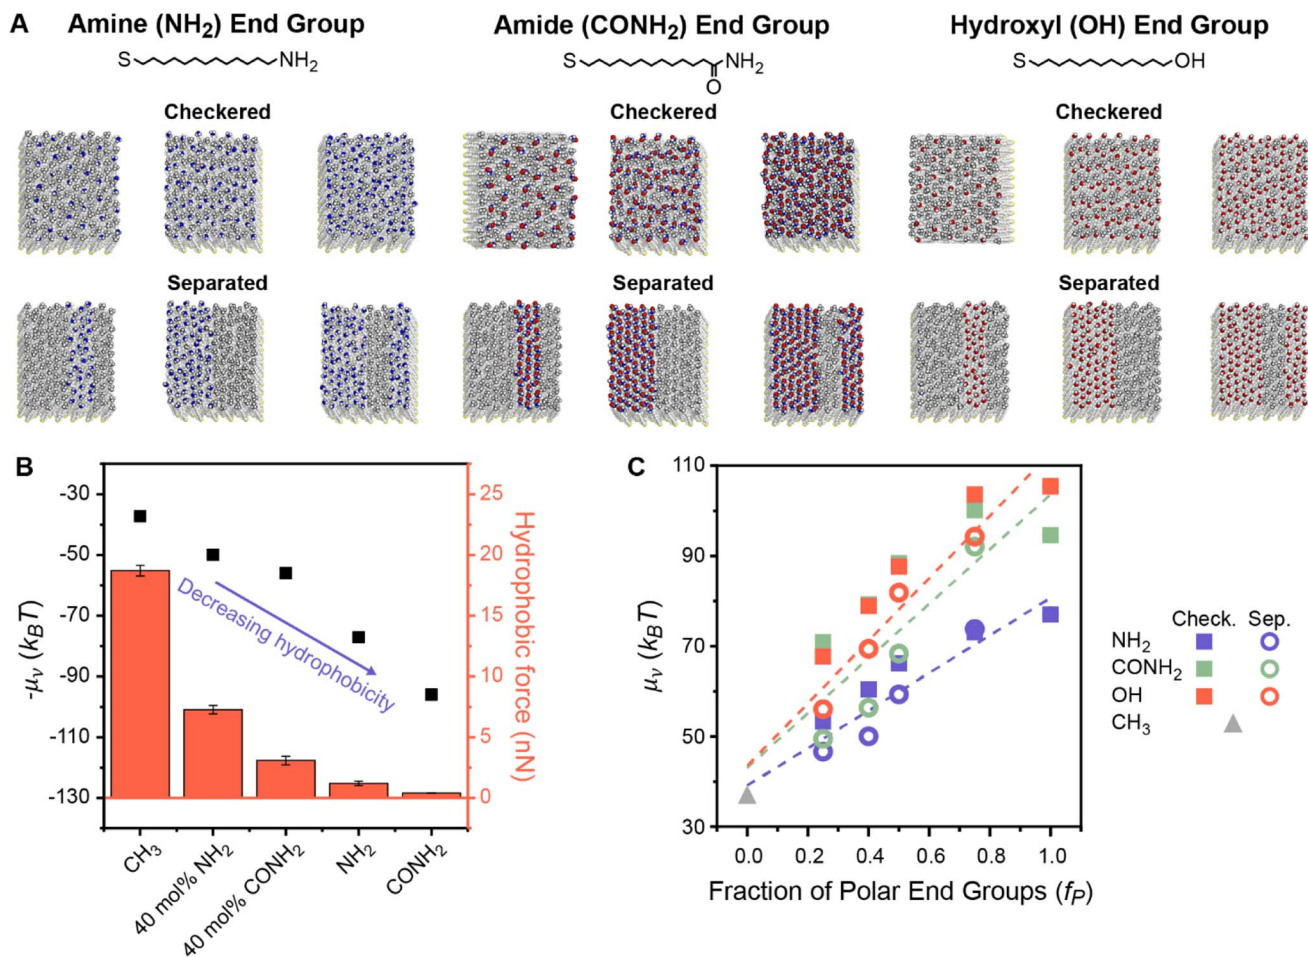 A
Amine (NH2) End Group
Amide (CONH2) End Group
Hydroxyl (OH) End Group
S
NH2
S
NH2
O
S
OH
Checkered
Checkered
Checkered
Separated
Separated
Separated
B
-μν (kBT)
-30
-50
-70
-90
-110
-130
Decreasing hydrophobicity
25
20
15
10
5
0
Hydrophobic force (nN)
CH3
40 mol% NH2
40 mol% CONH2
NH2
CONH2
C
μν (kBT)
110
90
70
50
30
0.0 0.2 0.4 0.6 0.8 1.0
Fraction of Polar End Groups (fP)
Check. Sep.
NH2
CONH2
OH
CH3